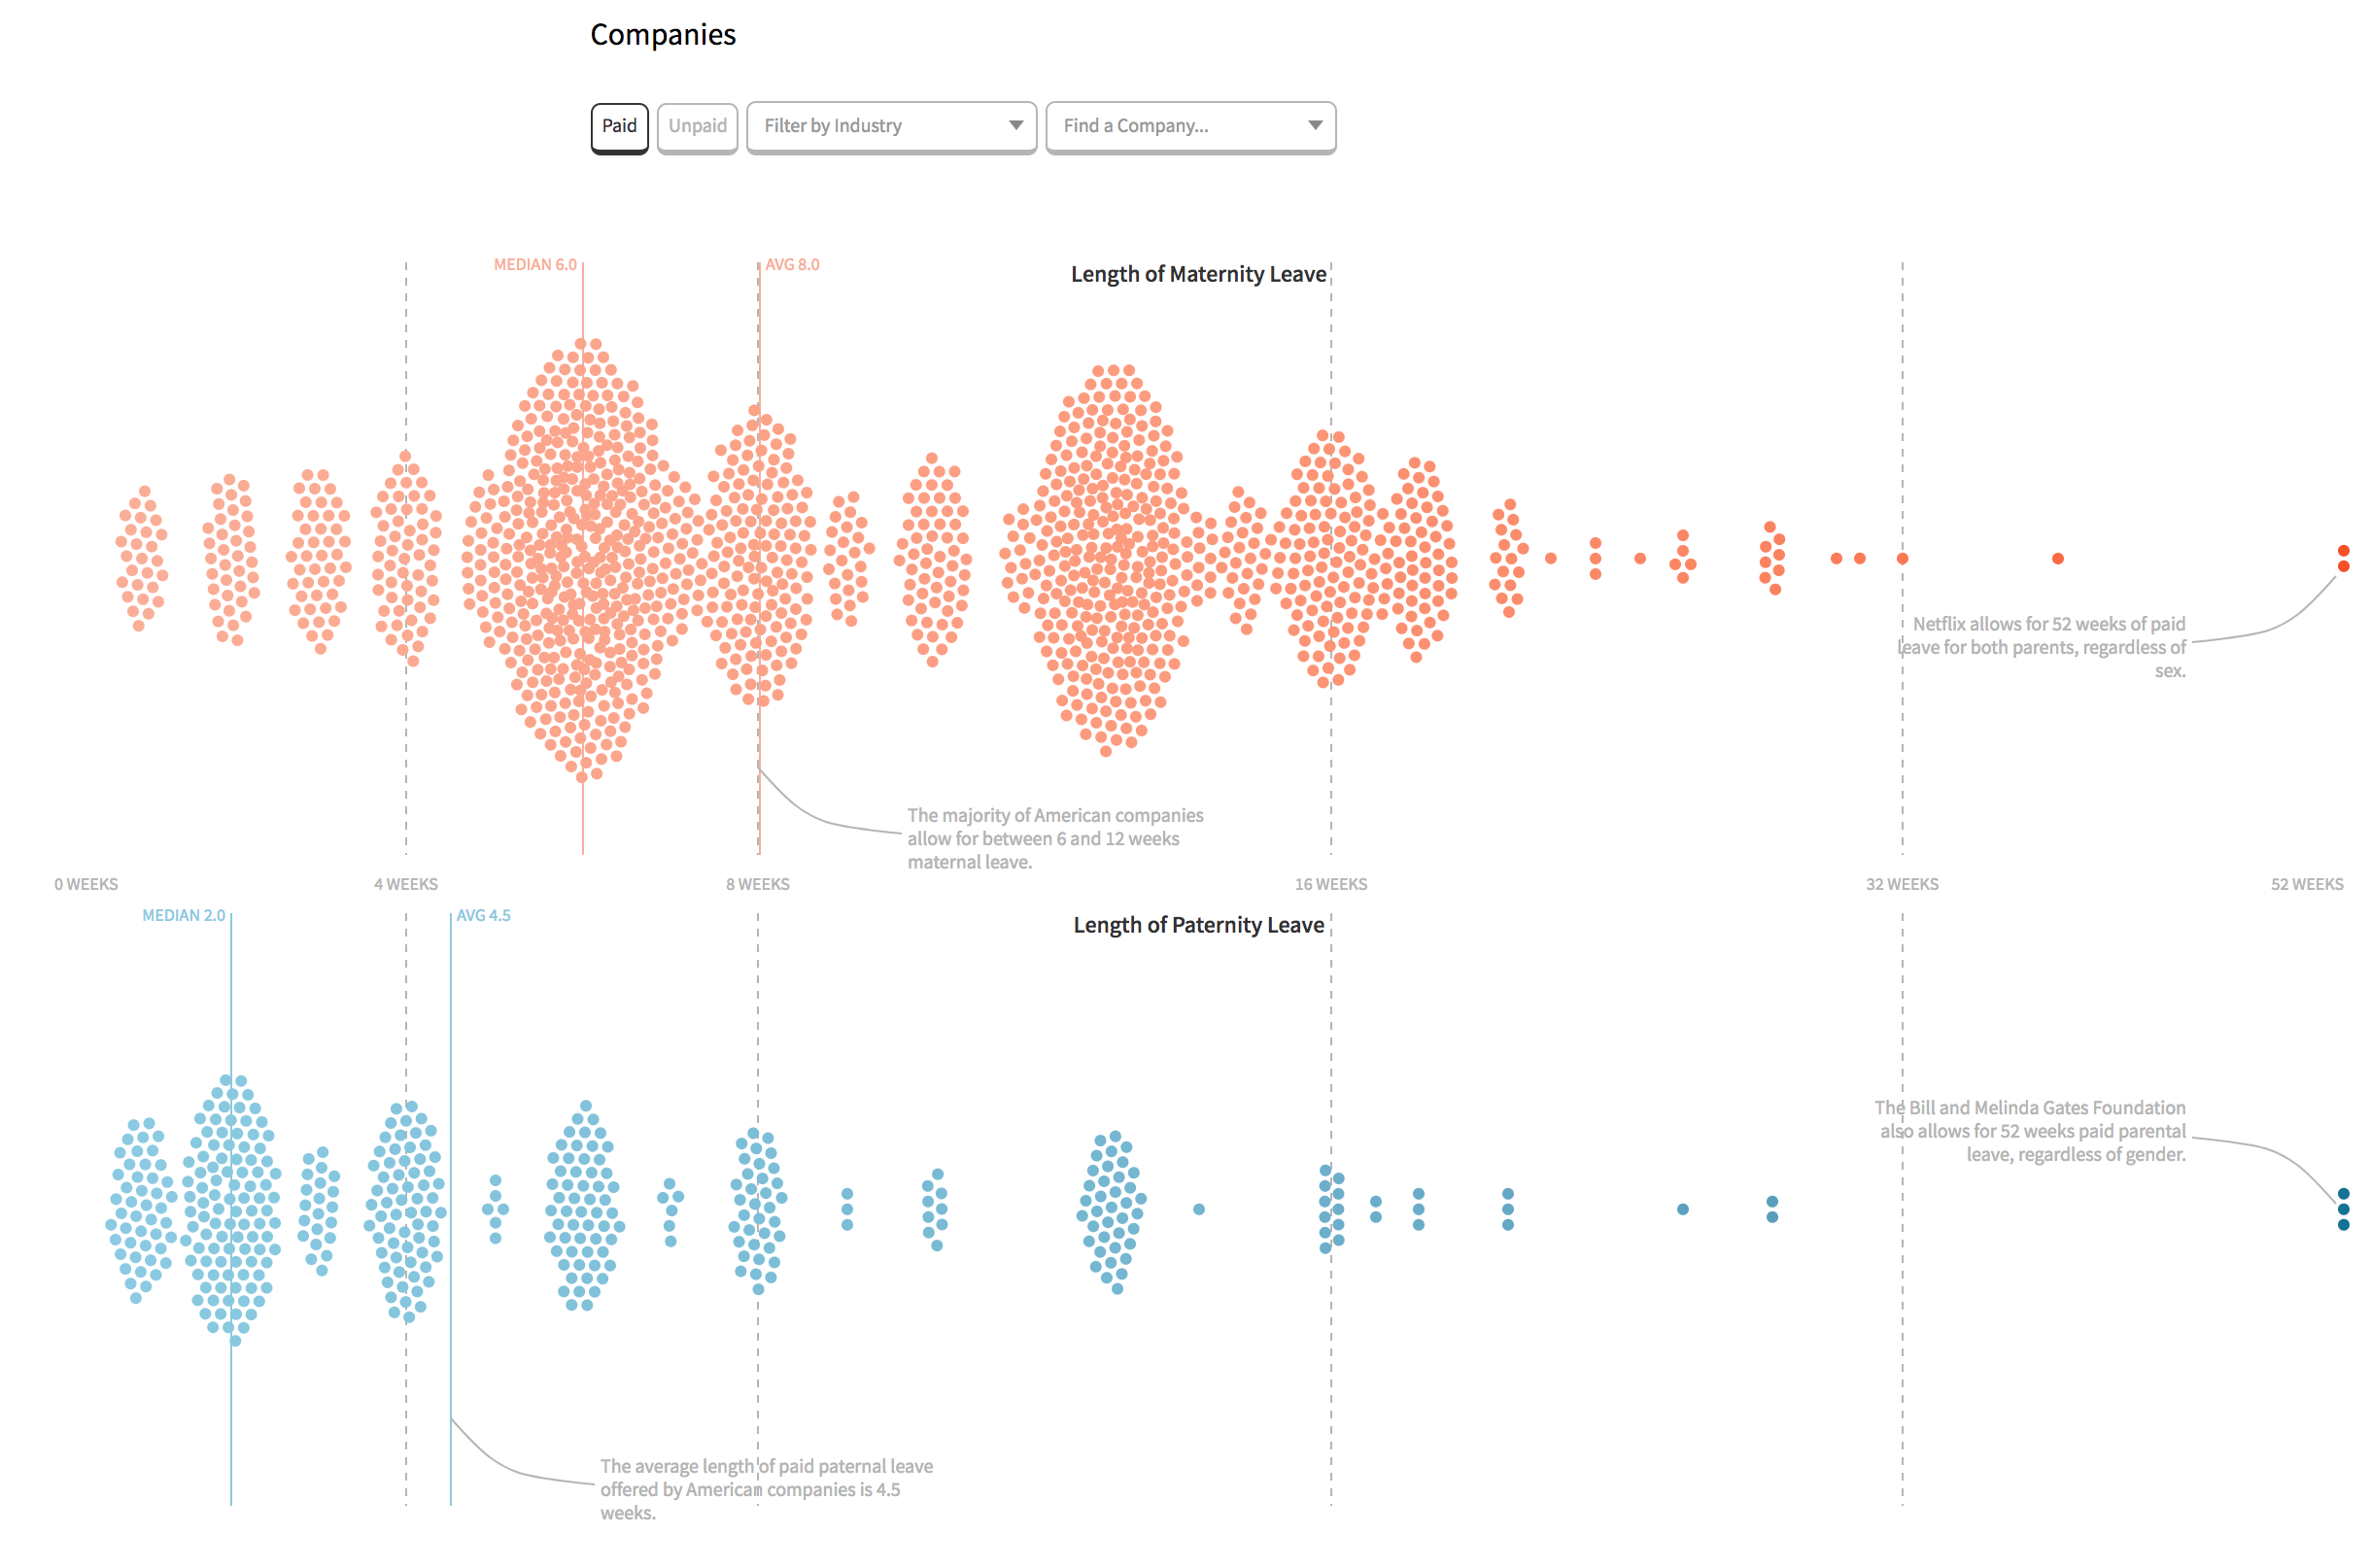 Companies
Paid
Unpaid
Filter by Industry
Find a Company...
MEDIAN 6.0
AVG 8.0
Length of Maternity Leave
Netflix allows for 52 weeks of paid
leave for both parents, regardless of
sex.
The majority of American companies
allow for between 6 and 12 weeks
maternal leave.
0 WEEKS
4 WEEKS
8 WEEKS
16 WEEKS
32 WEEKS
52 WEEKS
MEDIAN 2.0
AVG 4.5
Length of Paternity Leave
The Bill and Melinda Gates Foundation
also allows for 52 weeks paid parental
leave, regardless of gender.
The average length of paid paternal leave
offered by American companies is 4.5
weeks.